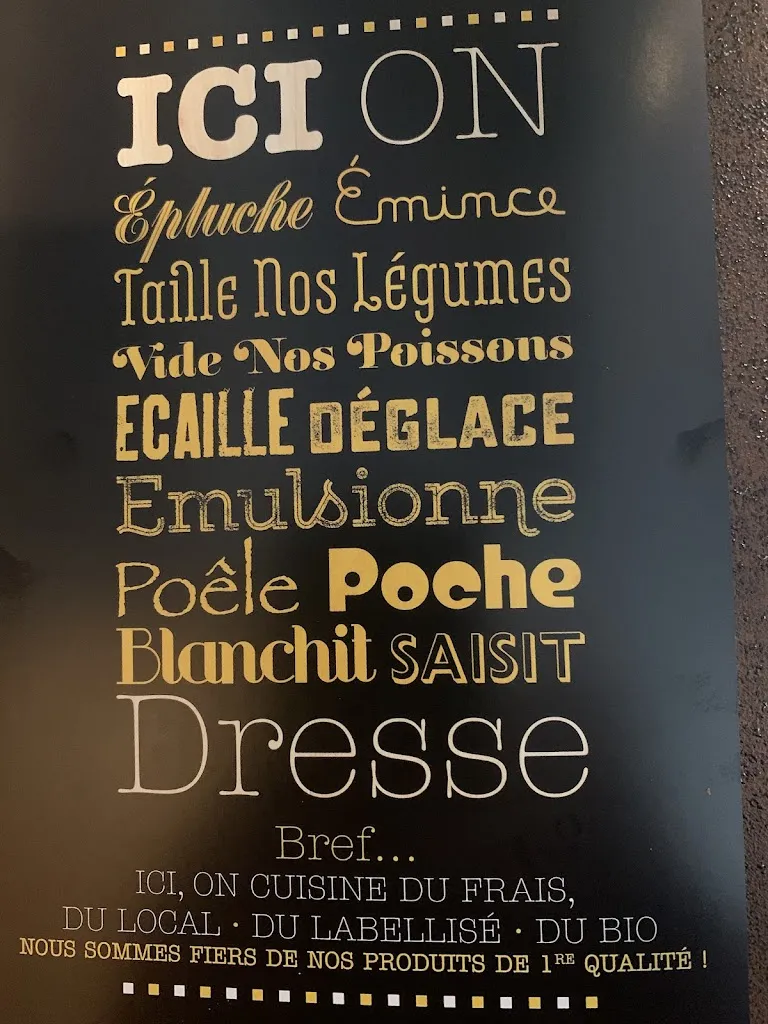 ICI ON
Épluche Émince
Taille Nos Légumes
Vide Nos Poissons
ECAILLE DÉGLACE
Emulsionne
Poêle Poche
Blanchit SAISIT
Dresse
Bref...
ICI, ON CUISINE DU FRAIS,
DU LOCAL · DU LABELLISÉ · DU BIO
NOUS SOMMES FIERS DE NOS PRODUITS DE 1RE QUALITÉ !